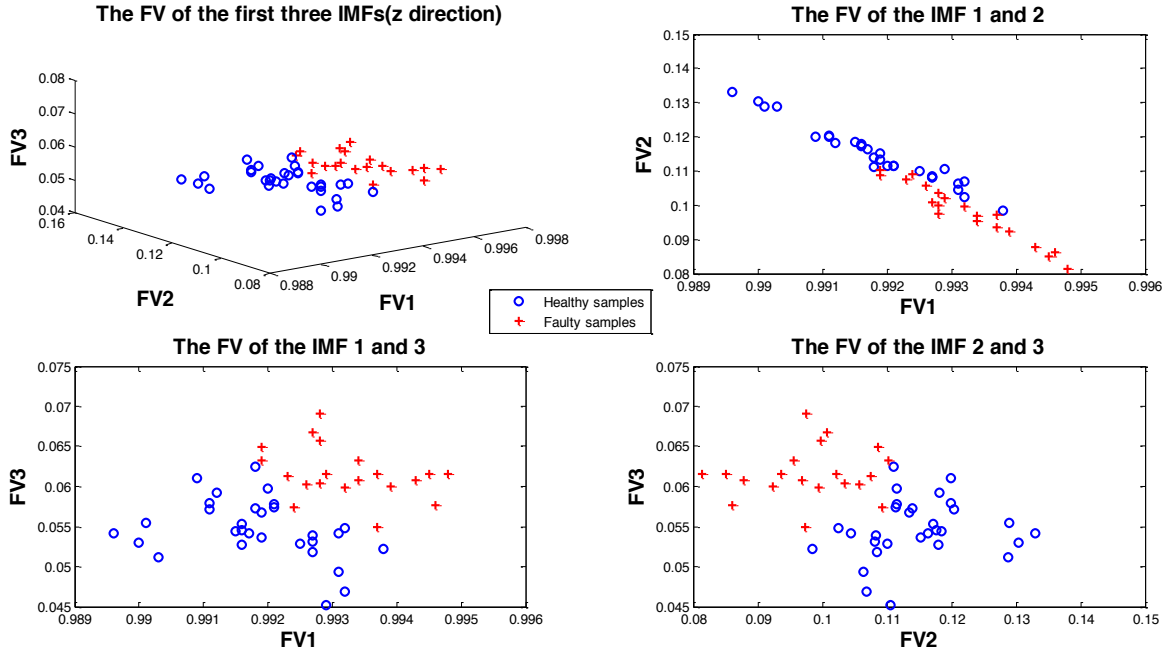 The FV of the first three IMFs(z direction)
0.08
0.07
0.06
0.05
0.04
FV3
0.16
0.14
0.12
0.1
0.08
FV2
0.988
0.99
0.992
0.994
0.996
0.998
FV1
The FV of the IMF 1 and 2
0.15
0.14
0.13
0.12
0.11
0.1
0.09
0.08
FV2
0.989 0.99 0.991 0.992 0.993 0.994 0.995 0.996
FV1
Healthy samples
Faulty samples
The FV of the IMF 1 and 3
0.075
0.07
0.065
0.06
0.055
0.05
0.045
FV3
0.989 0.99 0.991 0.992 0.993 0.994 0.995 0.996
FV1
The FV of the IMF 2 and 3
0.075
0.07
0.065
0.06
0.055
0.05
0.045
FV3
0.08 0.09 0.1 0.11 0.12 0.13 0.14 0.15
FV2